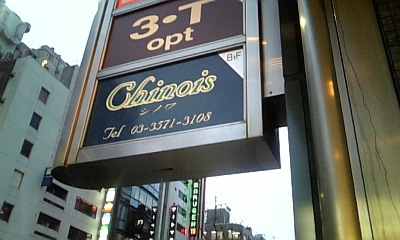 3·T
opt
B1F
Chinois
シノワ
Tel 03-3571-3108